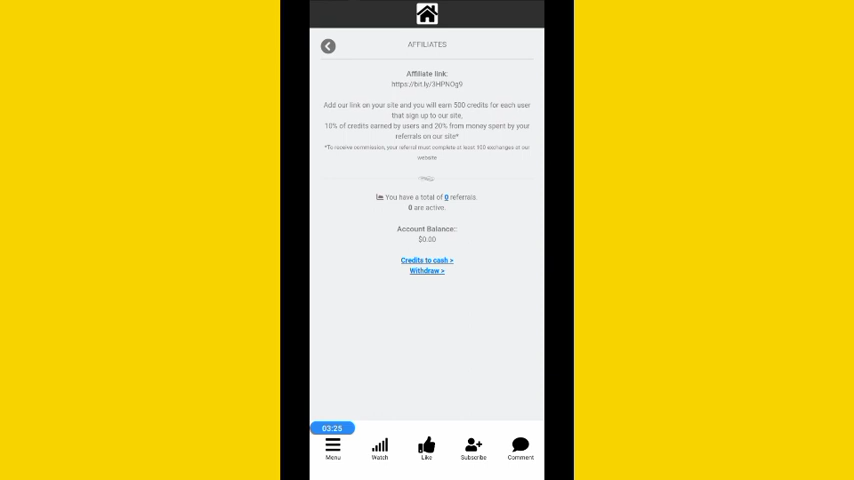 AFFILIATES
Affiliate link:
https://bit.ly/3HPNOg9
Add our link on your site and you will earn 500 credits for each user
that sign up to our site,
10% of credits earned by users and 20% from money spent by your
referrals on our site*
*To receive commission, your referral must complete at least 100 exchanges at our
website
You have a total of 0 referrals.
0 are active.
Account Balance::
$0.00
Credits to cash >
Withdraw >
03:25
Menu
Watch
Like
Subscribe
Comment